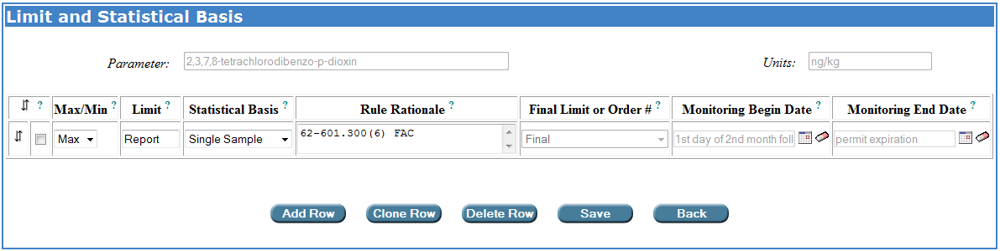 Limit and Statistical Basis
Parameter: 2,3,7,8-tetrachlorodibenzo-p-dioxin Units: ng/kg
? Max/Min ? Limit ? Statistical Basis ? Rule Rationale ? Final Limit or Order # ? Monitoring Begin Date ? Monitoring End Date ?
Max Report Single Sample 62-601.300(6) FAC Final 1st day of 2nd month foll permit expiration
Add Row Clone Row Delete Row Save Back